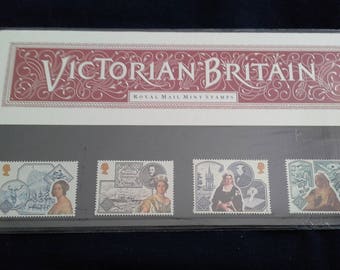 VICTORIAN BRITAIN
ROYAL MAIL MINT STAMPS